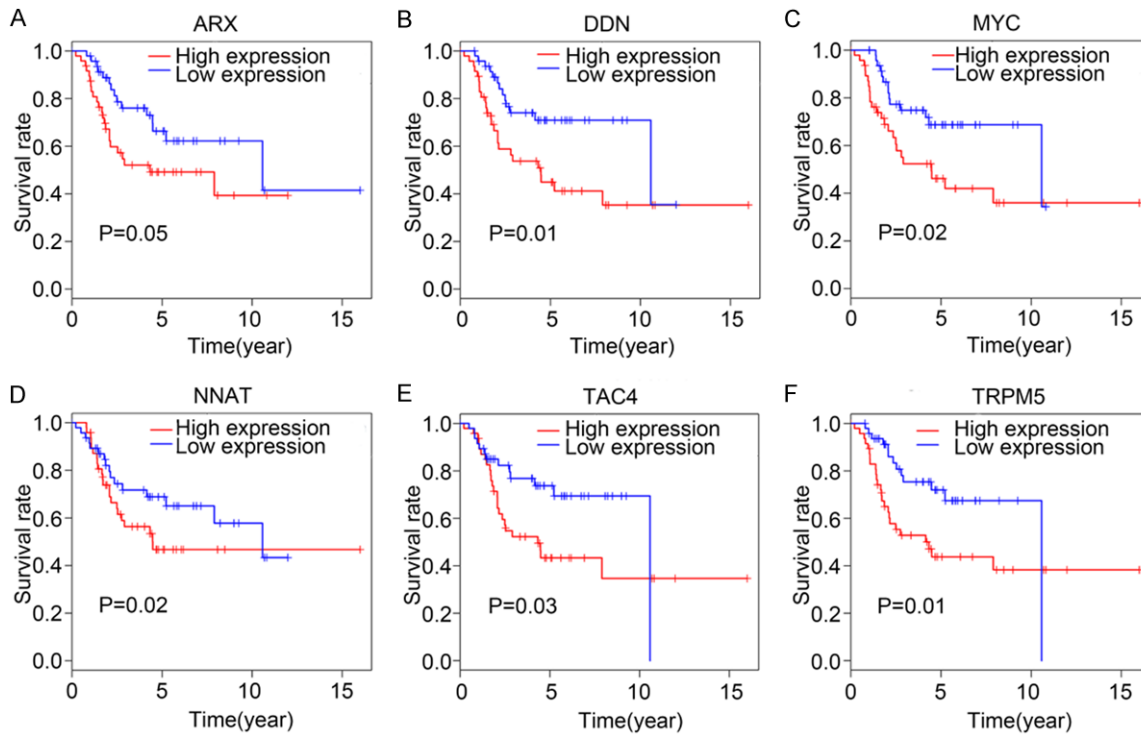 A
ARX
1.0
0.8
0.6
0.4
0.2
0.0
Survival rate
High expression
Low expression
P=0.05
0 5 10 15
Time(year)
B
DDN
1.0
0.8
0.6
0.4
0.2
0.0
Survival rate
High expression
Low expression
P=0.01
0 5 10 15
Time(year)
C
MYC
1.0
0.8
0.6
0.4
0.2
0.0
Survival rate
High expression
Low expression
P=0.02
0 5 10 15
Time(year)
D
NNAT
1.0
0.8
0.6
0.4
0.2
0.0
Survival rate
High expression
Low expression
P=0.02
0 5 10 15
Time(year)
E
TAC4
1.0
0.8
0.6
0.4
0.2
0.0
Survival rate
High expression
Low expression
P=0.03
0 5 10 15
Time(year)
F
TRPM5
1.0
0.8
0.6
0.4
0.2
0.0
Survival rate
High expression
Low expression
P=0.01
0 5 10 15
Time(year)